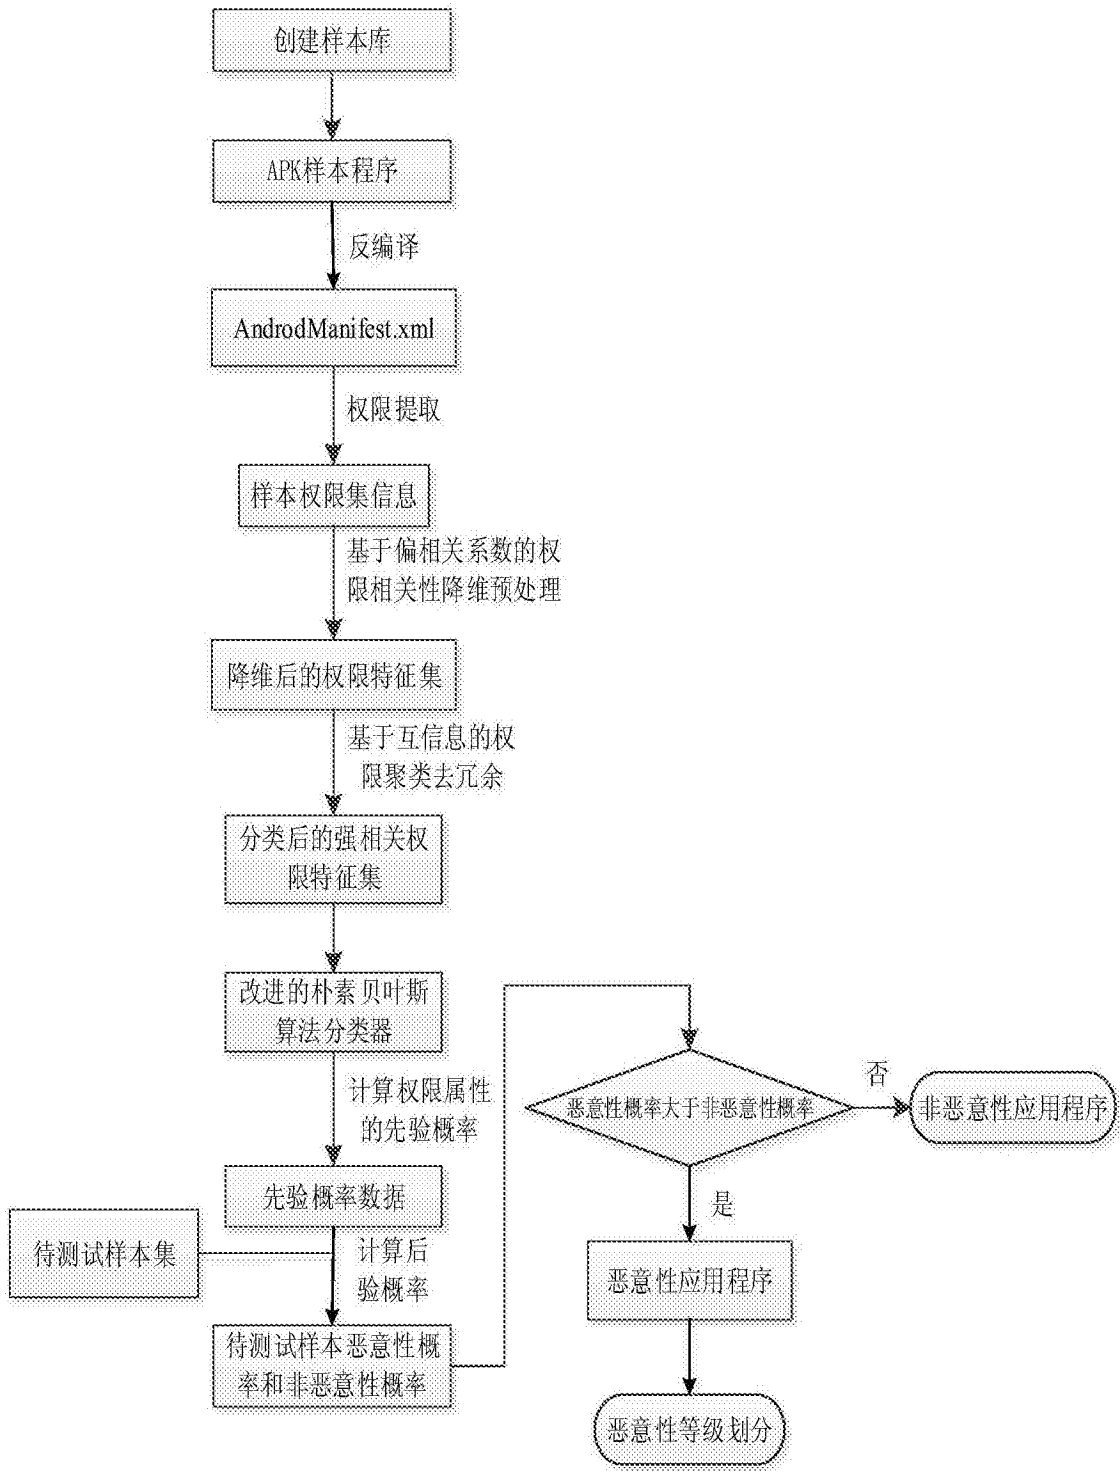 创建样本库
APK样本程序
反编译
AndrodManifest.xml
权限提取
样本权限集信息
基于偏相关系数的权
限相关性降维预处理
降维后的权限特征集
基于互信息的权
限聚类去冗余
分类后的强相关权
限特征集
改进的朴素贝叶斯
算法分类器
计算权限属性
的先验概率
先验概率数据
待测试样本集
计算后
验概率
待测试样本恶意性概
率和非恶意性概率
恶意性概率大于非恶意性概率
否
非恶意性应用程序
是
恶意性应用程序
恶意性等级划分